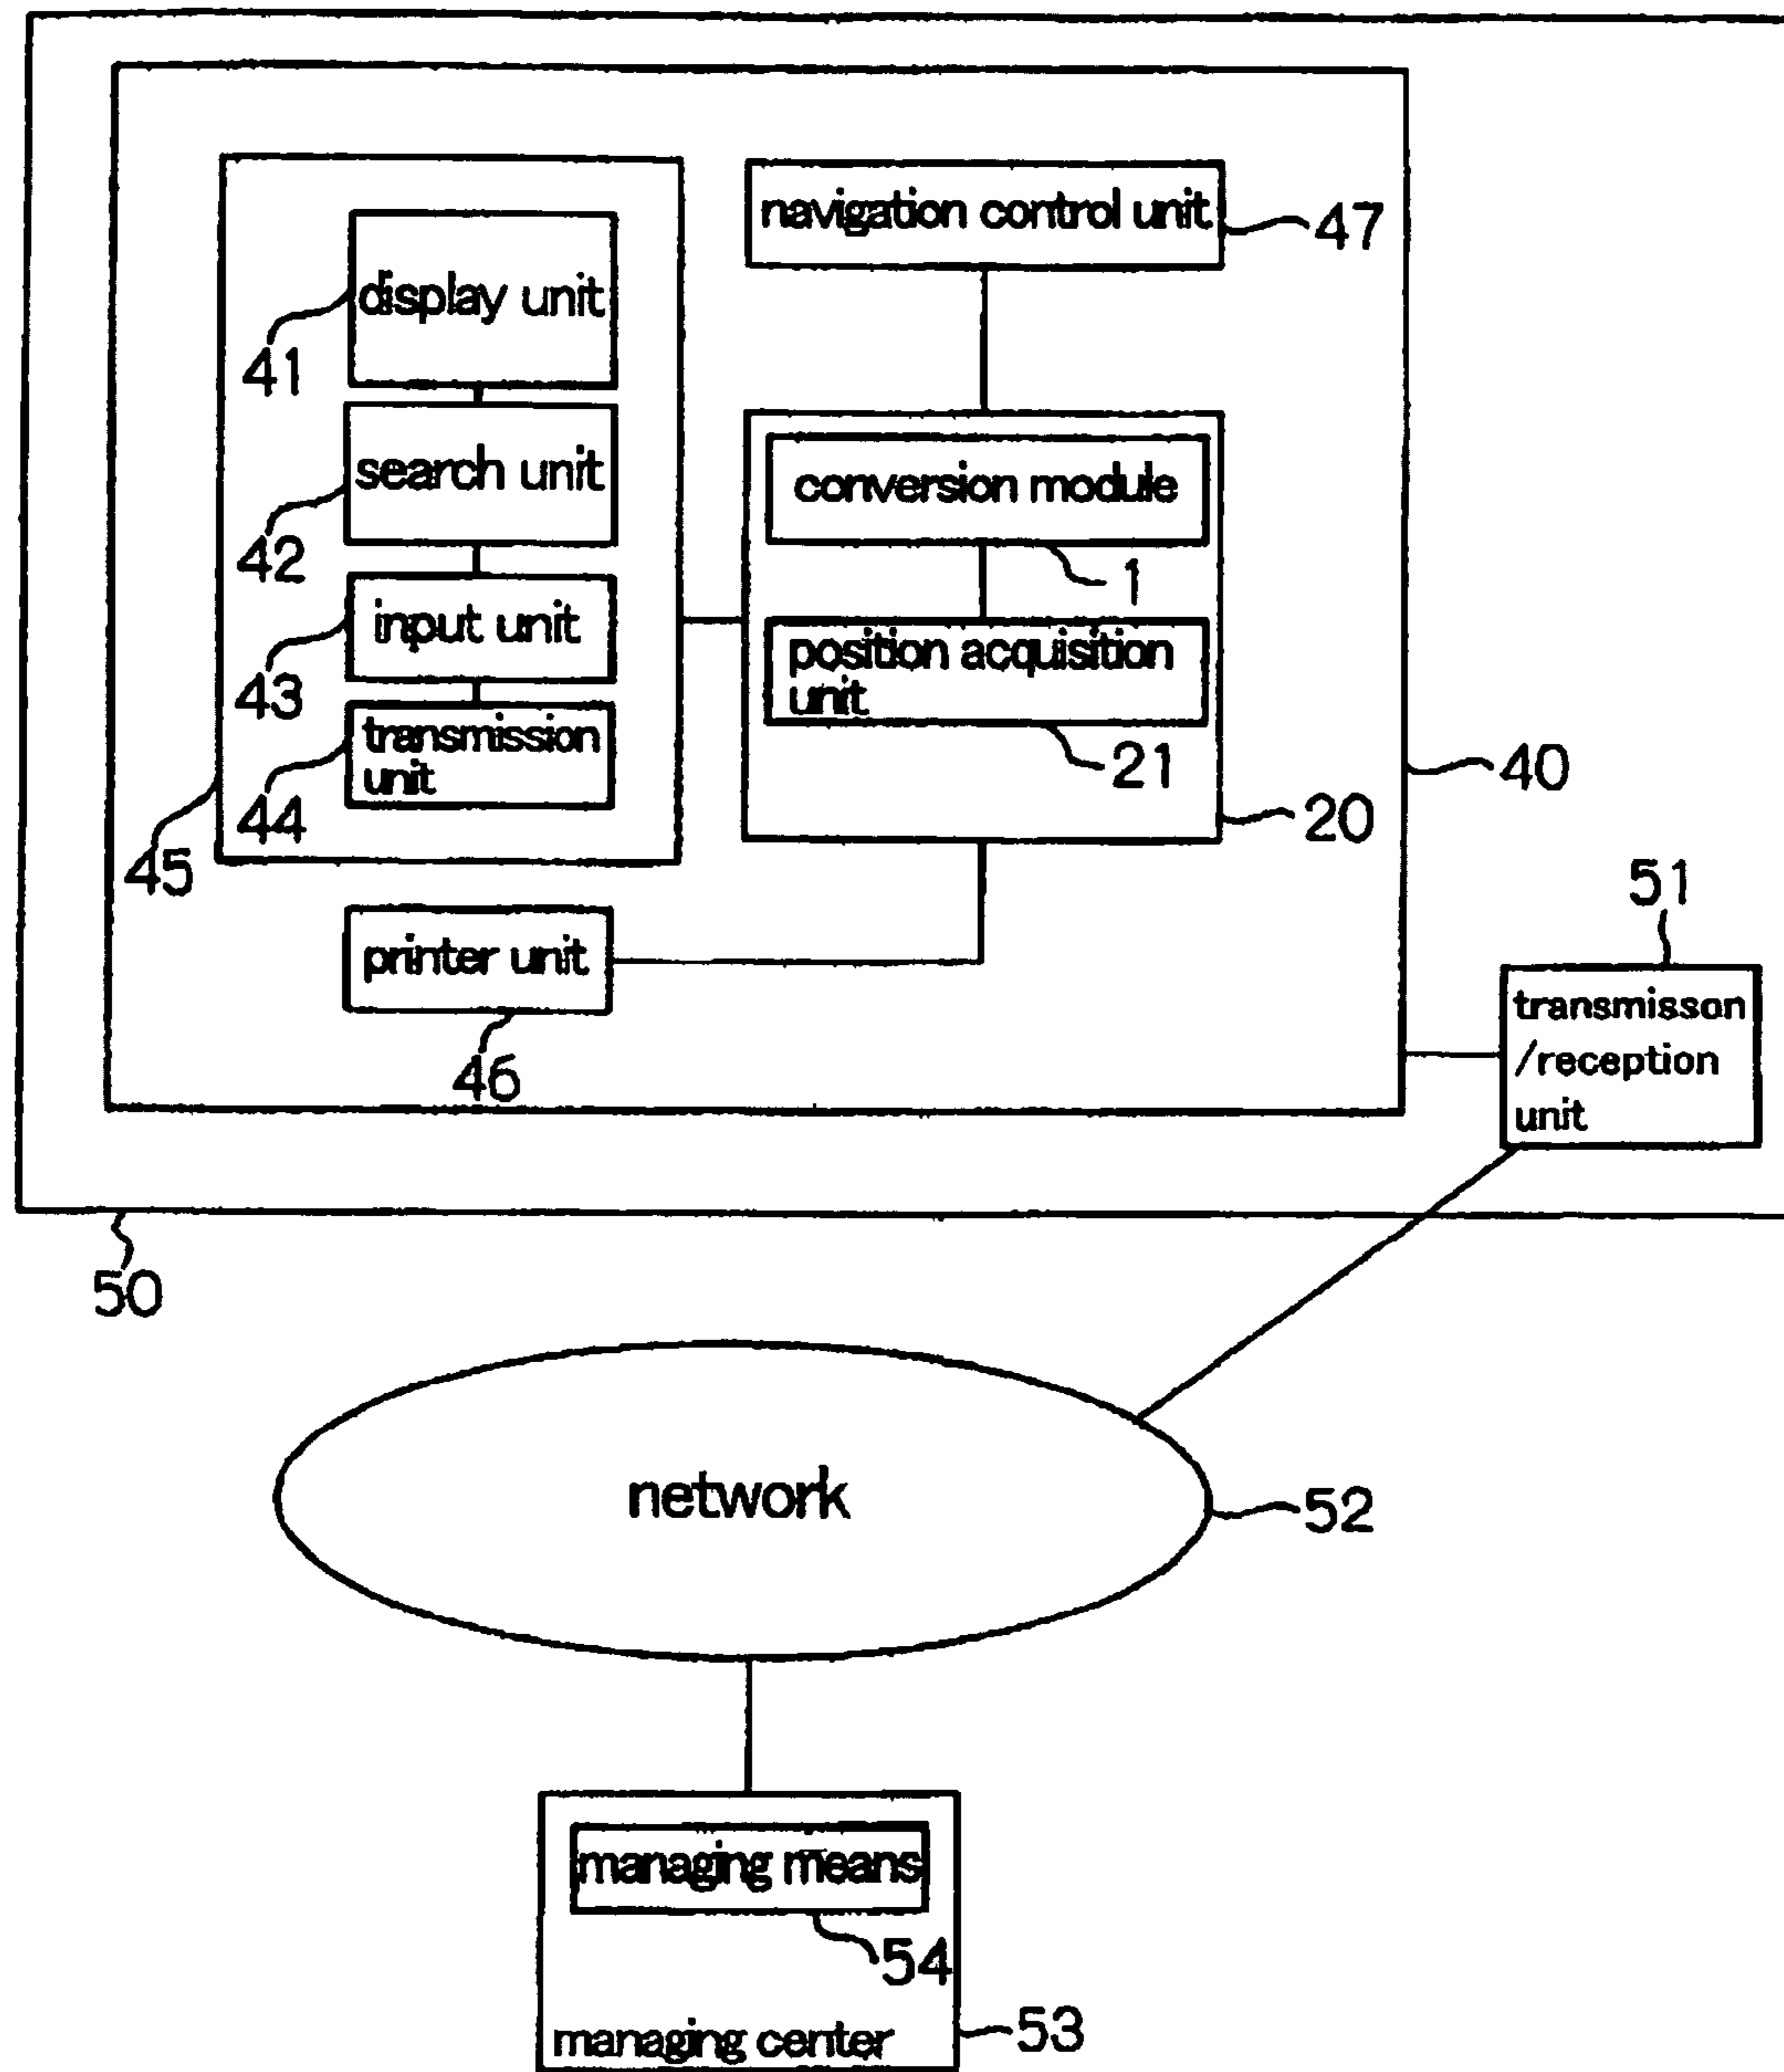 navigation control unit
47
display unit
41
search unit
42
conversion module
1
input unit
43
position acquisition
unit
21
transmission
unit
44
45
40
20
printer unit
46
51
transmisson
/reception
unit
50
network
52
managing means
54
managing center
53